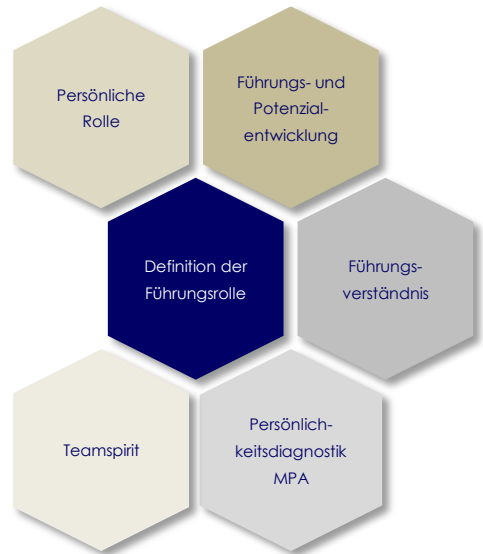 Persönliche
Rolle
Führungs- und
Potenzial-
entwicklung
Definition der
Führungsrolle
Führungs-
verständnis
Teamspirit
Persönlich-
keitsdiagnostik
MPA